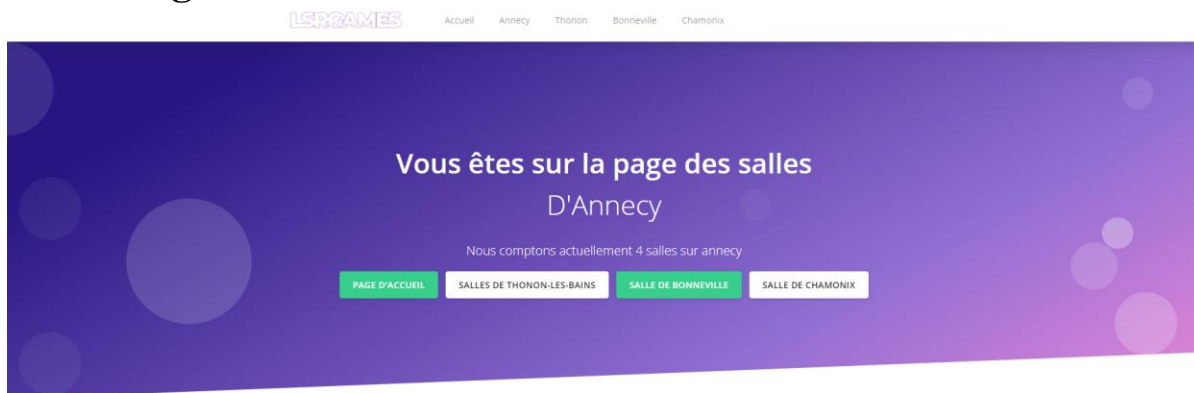 LSRGAMES Accueil Annecy Thonon Bonneville Chamonix
Vous êtes sur la page des salles
D'Annecy
Nous comptons actuellement 4 salles sur annecy
PAGE D'ACCUEIL SALLES DE THONON-LES-BAINS SALLE DE BONNEVILLE SALLE DE CHAMONIX